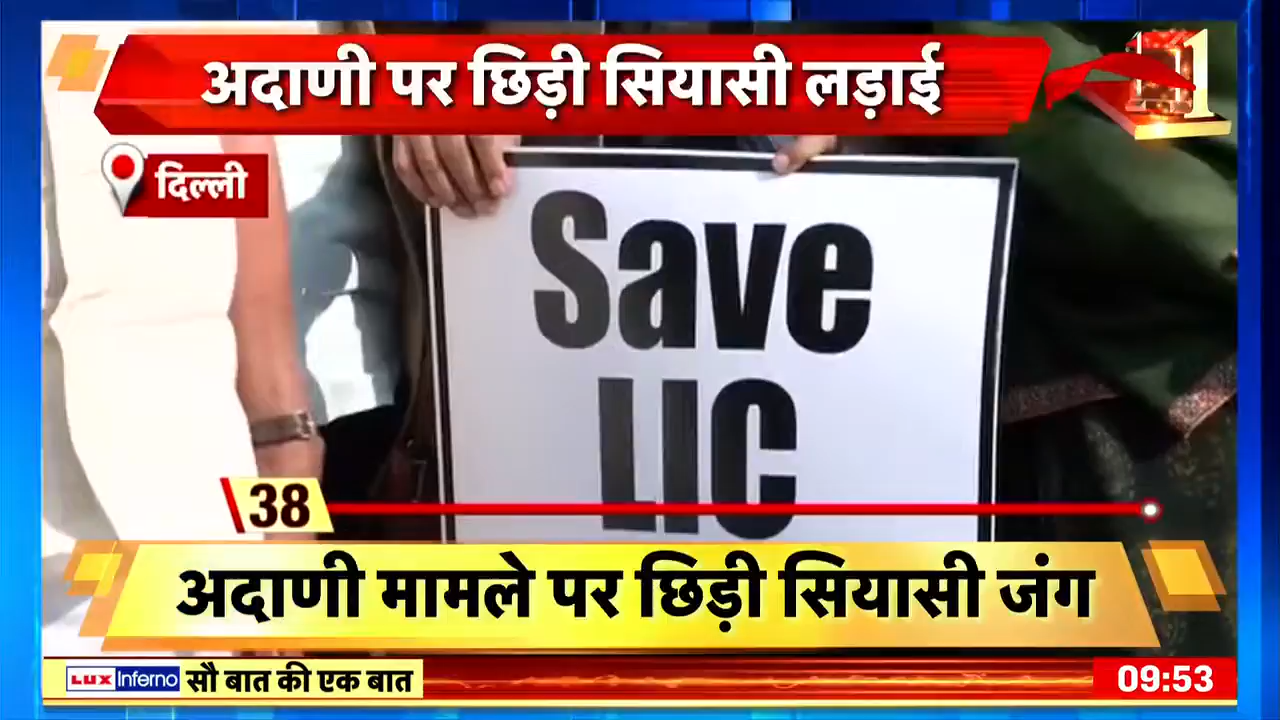 अदाणी पर छिड़ी सियासी लड़ाई
दिल्ली
Save
LIC
38
अदाणी मामले पर छिड़ी सियासी जंग
LUX Inferno सौ बात की एक बात
09:53